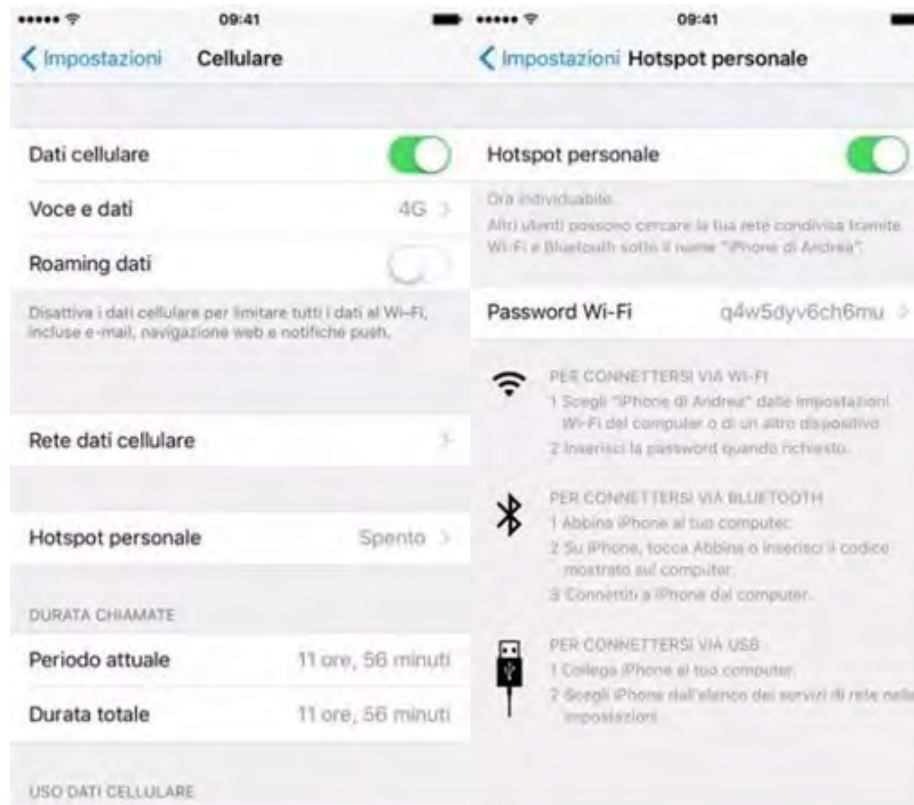 09:41
Impostazioni Cellulare
Dati cellulare
Voce e dati 4G
Roaming dati
Disattiva i dati cellulare per limitare tutti i dati al Wi-Fi,
incluse e-mail, navigazione web e notifiche push.
Rete dati cellulare
Hotspot personale Spento
DURATA CHIAMATE
Periodo attuale 11 ore, 56 minuti
Durata totale 11 ore, 56 minuti
USO DATI CELLULARE
09:41
Impostazioni Hotspot personale
Hotspot personale
Ora individuabile.
Altri utenti possono cercare la tua rete condivisa tramite
Wi-Fi e Bluetooth sotto il nome "iPhone di Andrea".
Password Wi-Fi q4w5dyv6ch6mu
PER CONNETTERSI VIA WI-FI
1 Scegli "iPhone di Andrea" dalle impostazioni
Wi-Fi del computer o di un altro dispositivo
2 Inserisci la password quando richiesto.
PER CONNETTERSI VIA BLUETOOTH
1 Abbina iPhone al tuo computer.
2 Su iPhone, tocca Abbina o inserisci il codice
mostrato sul computer.
3 Connettiti a iPhone dal computer.
PER CONNETTERSI VIA USB
1 Collega iPhone al tuo computer.
2 Scegli iPhone dall'elenco dei servizi di rete nelle
impostazioni.